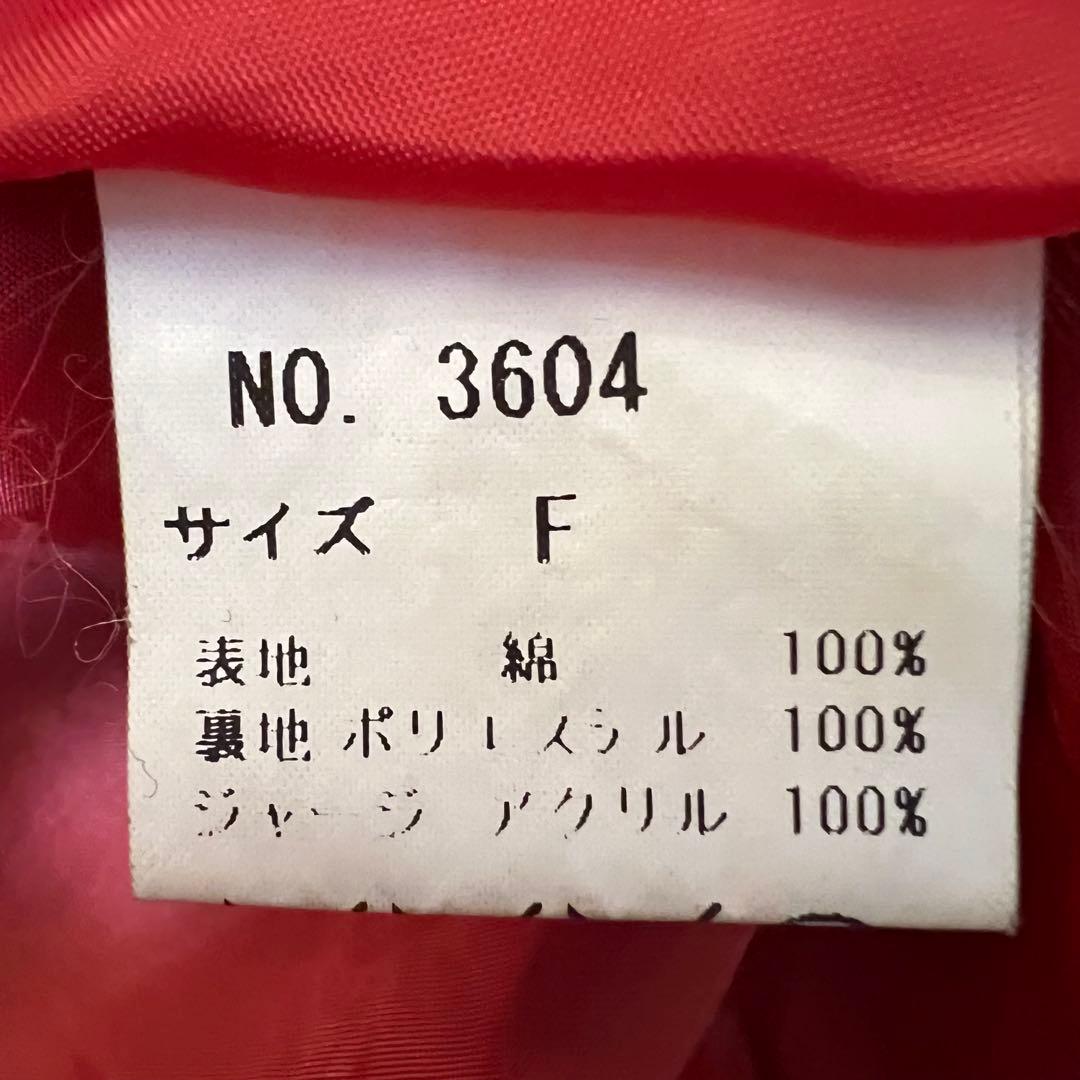 NO. 3604
サイズ F
表地 綿 100%
裏地 ポリエステル 100%
ジャージ アクリル 100%